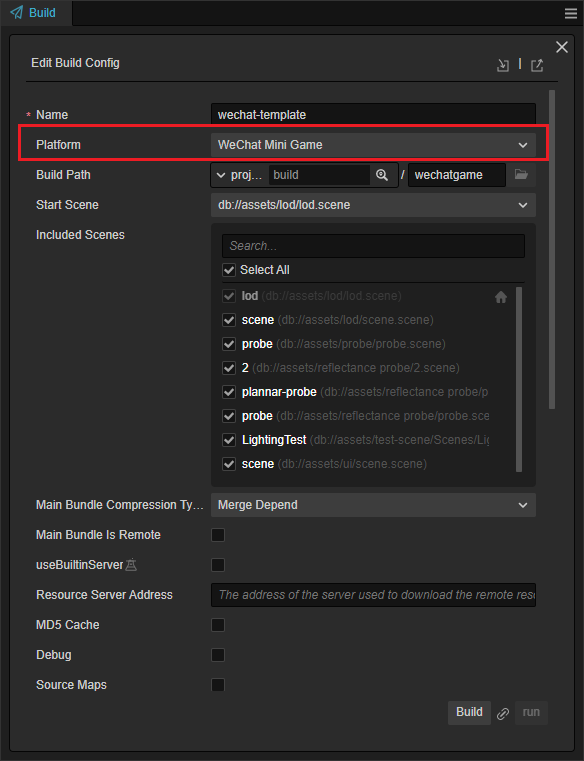 Build
Edit Build Config
* Name wechat-template
Platform WeChat Mini Game
Build Path proj... build / wechatgame
Start Scene db://assets/lod/lod.scene
Included Scenes
Search...
Select All
lod (db://assets/lod/lod.scene)
scene (db://assets/lod/scene.scene)
probe (db://assets/probe/probe.scene)
2 (db://assets/reflectance probe/2.scene)
plannar-probe (db://assets/reflectance probe/p
probe (db://assets/reflectance probe/probe.sce
LightingTest (db://assets/test-scene/Scenes/Lig
scene (db://assets/ui/scene.scene)
Main Bundle Compression Ty... Merge Depend
Main Bundle Is Remote
useBuiltinServer
Resource Server Address The address of the server used to download the remote resou
MD5 Cache
Debug
Source Maps
Build run